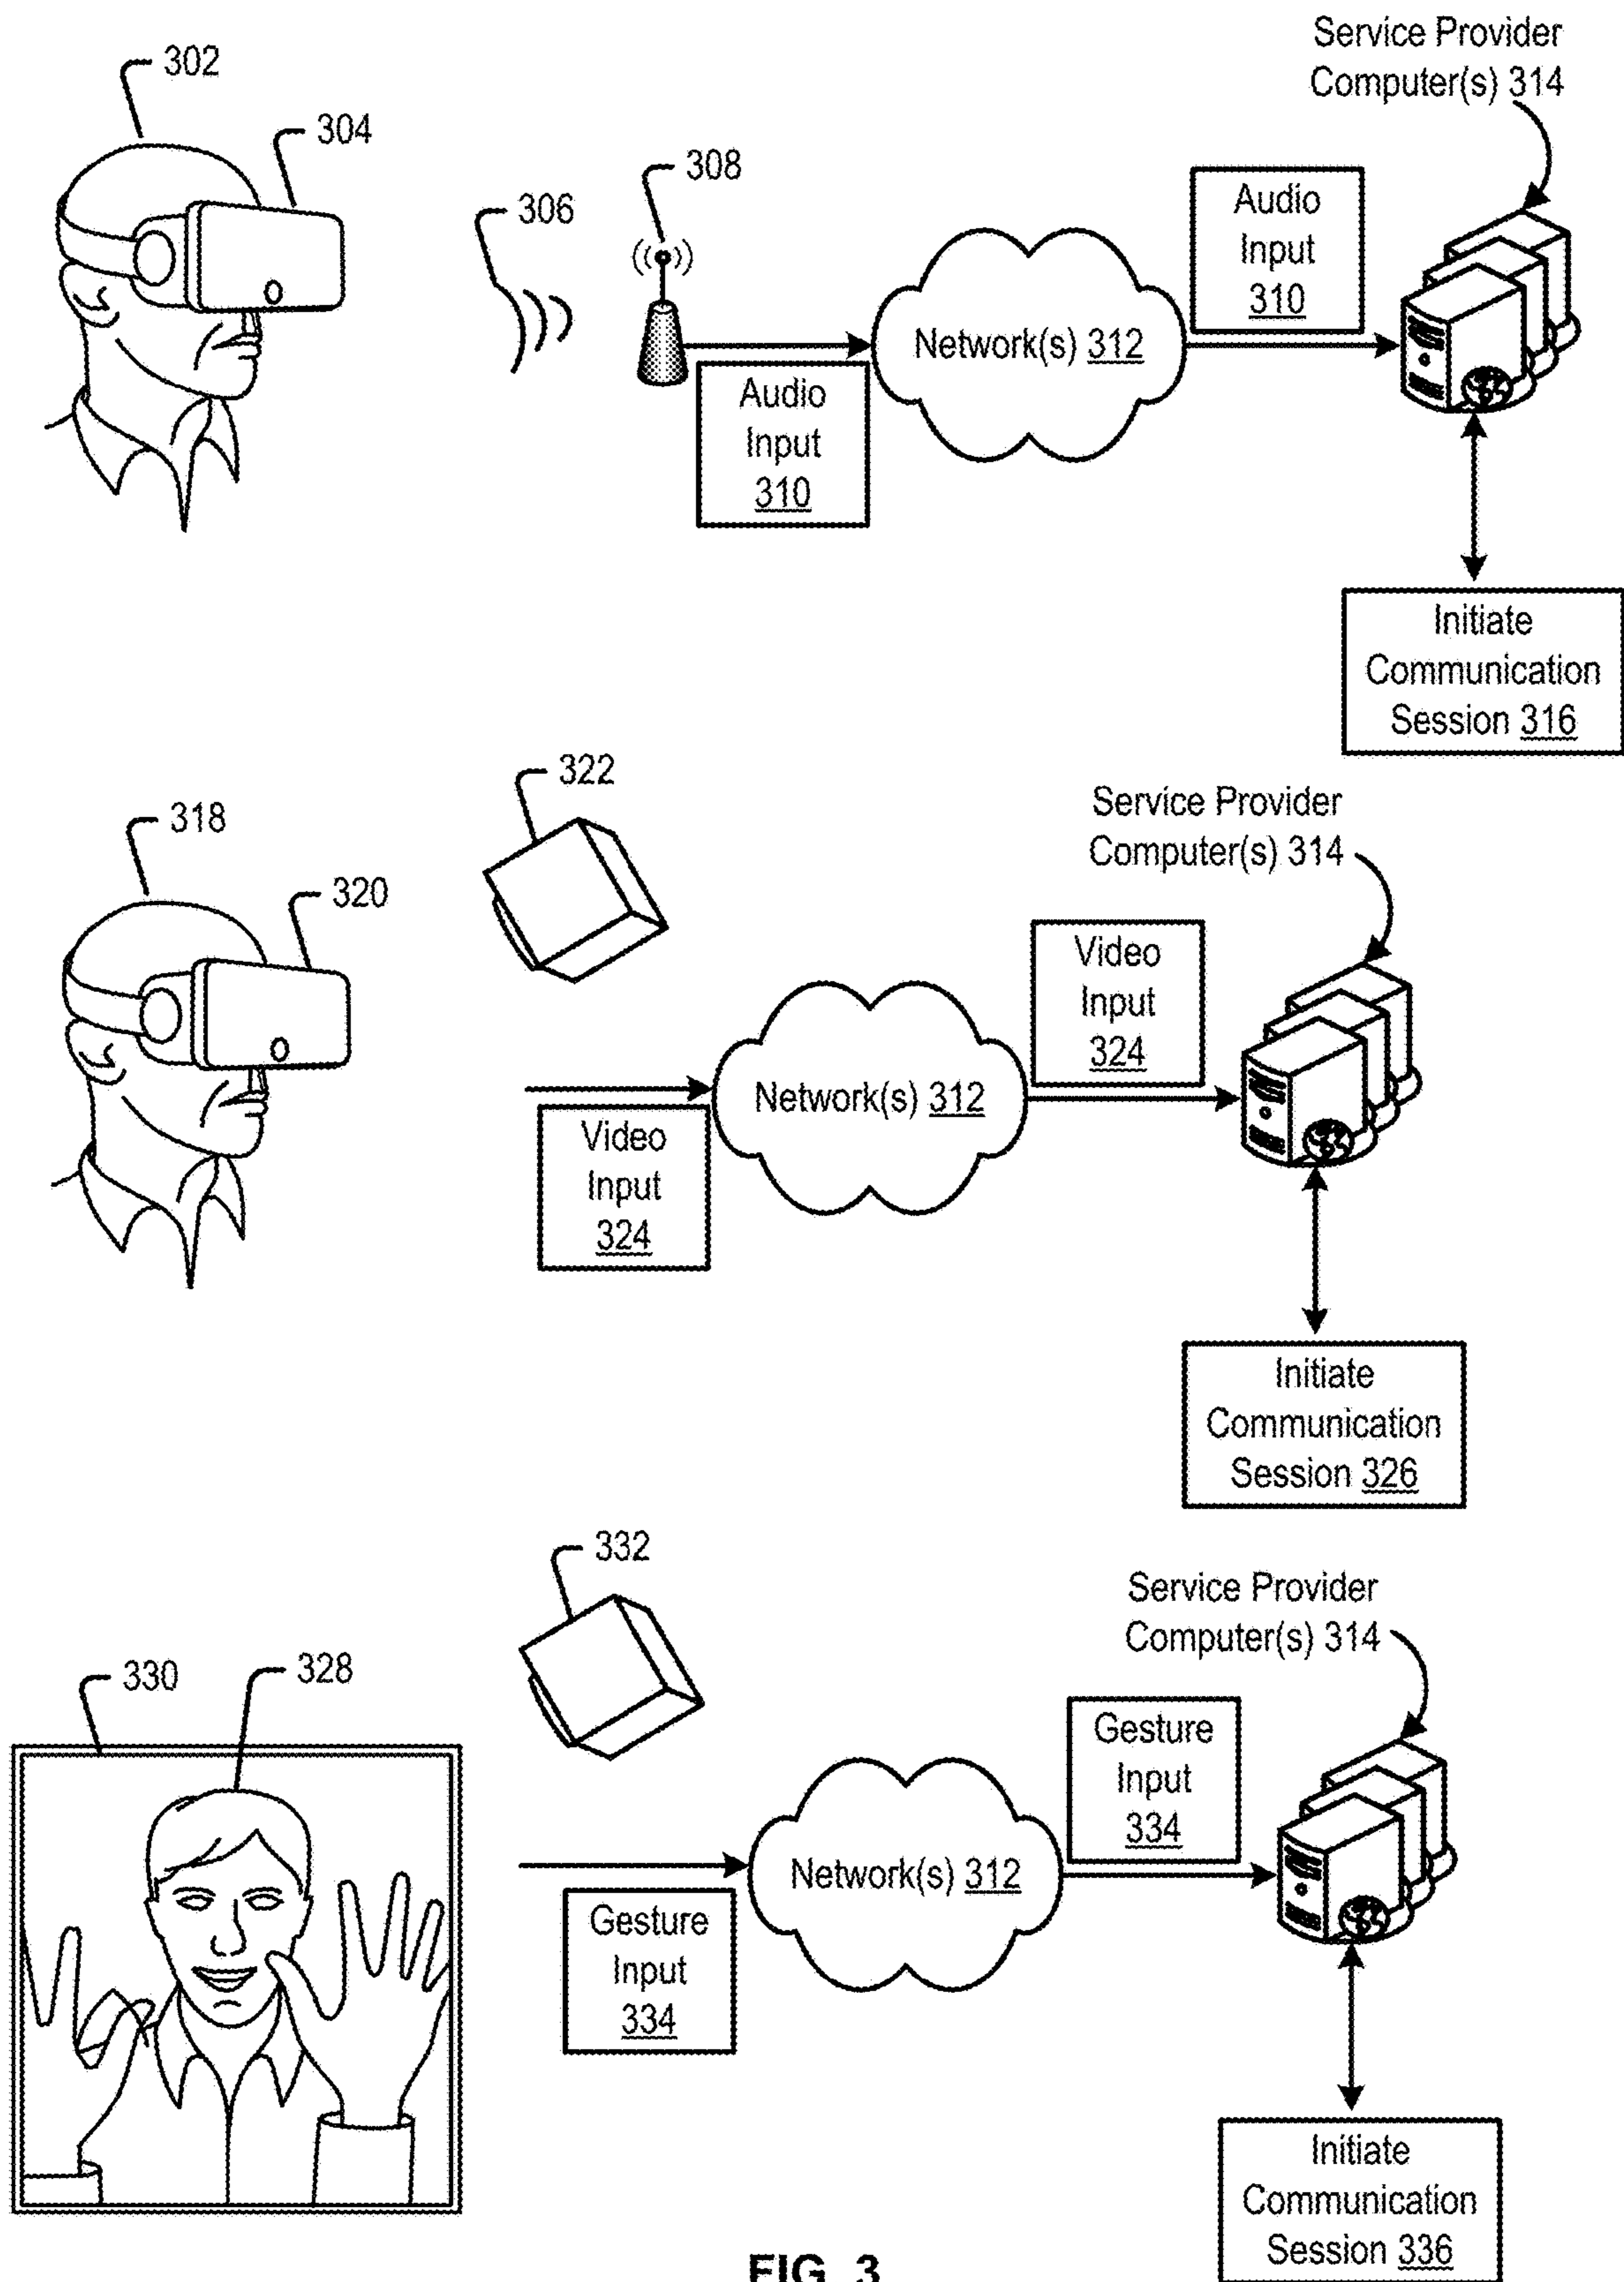 302
304
306
308
Service Provider
Computer(s) 314
Audio
Input
310
Network(s) 312
Audio
Input
310
Initiate
Communication
Session 316
318
320
322
Service Provider
Computer(s) 314
Video
Input
324
Network(s) 312
Video
Input
324
Initiate
Communication
Session 326
330
328
332
Service Provider
Computer(s) 314
Gesture
Input
334
Network(s) 312
Gesture
Input
334
Initiate
Communication
Session 336
FIG. 3